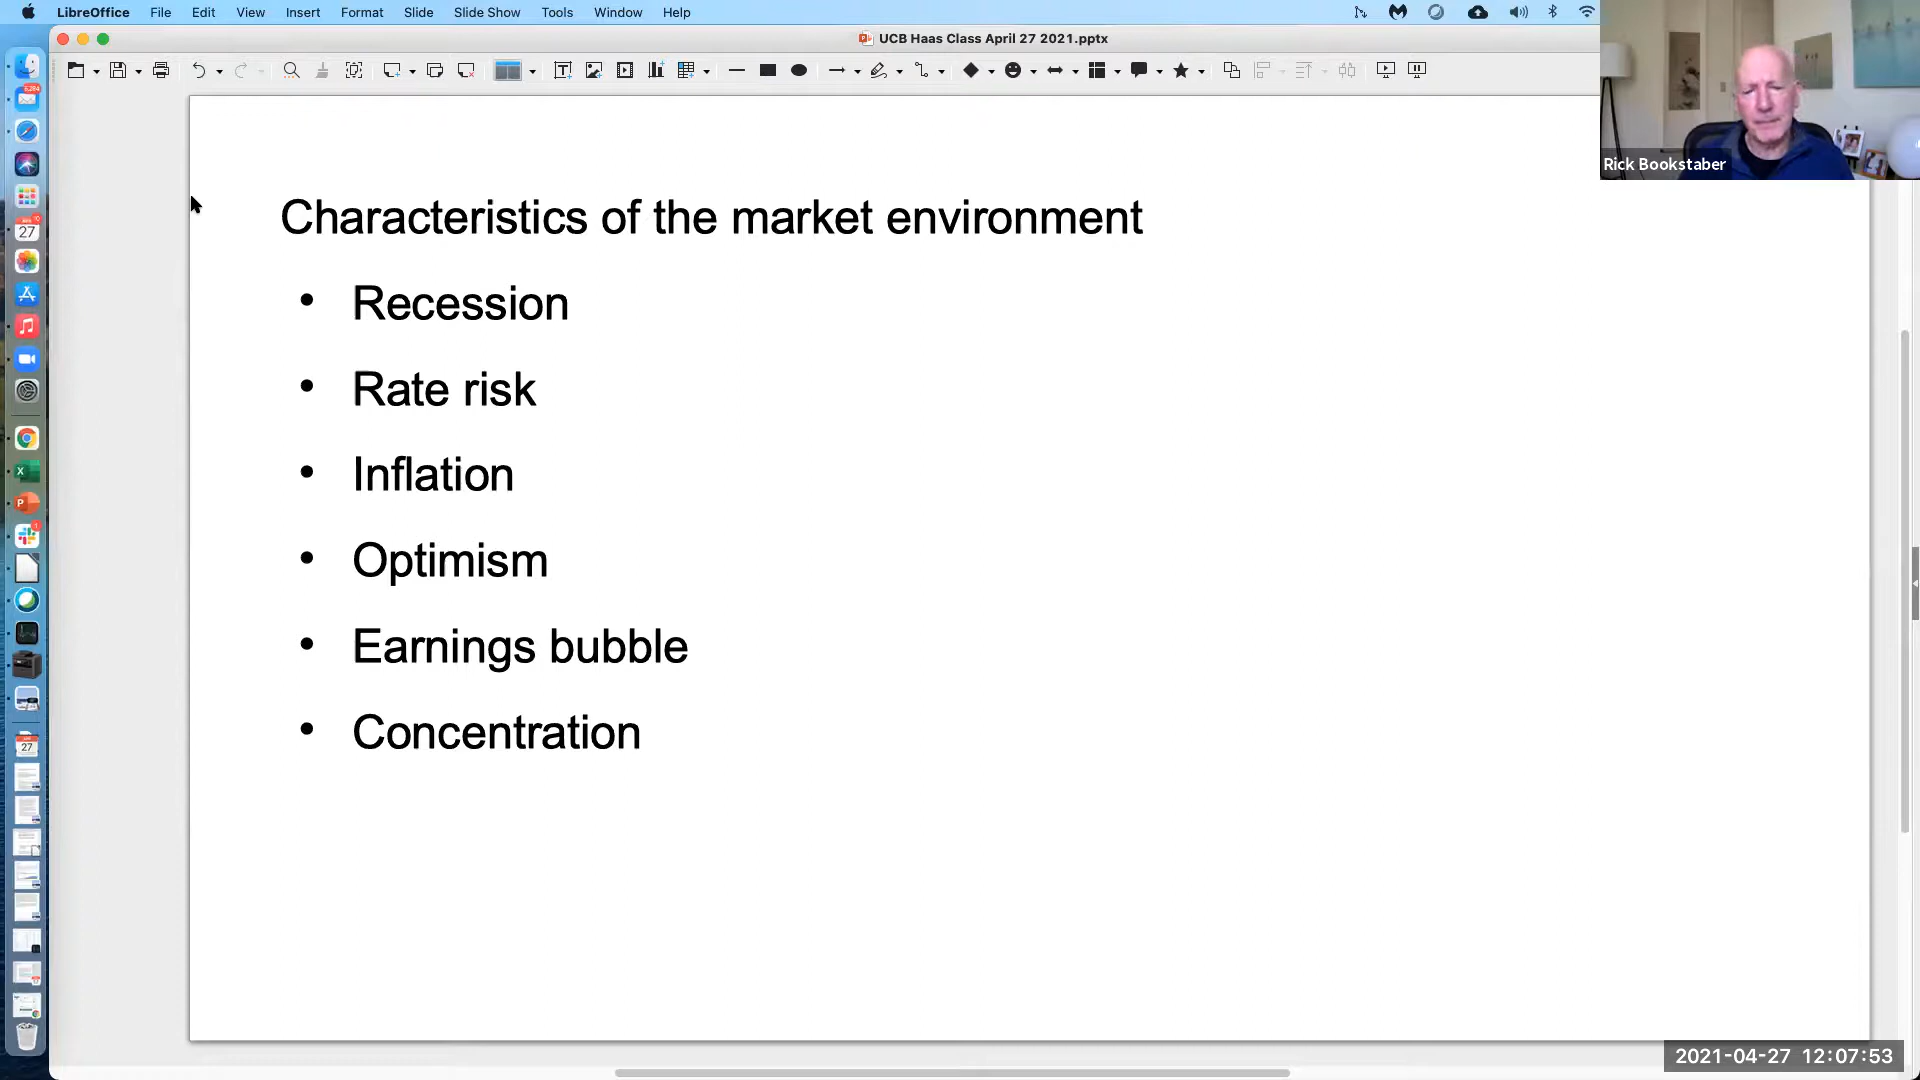 LibreOffice File Edit View Insert Format Slide Slide Show Tools Window Help
UCB Haas Class April 27 2021.pptx
Rick Bookstaber
Characteristics of the market environment
• Recession
• Rate risk
• Inflation
• Optimism
• Earnings bubble
• Concentration
27
27
2021-04-27 12:07:53